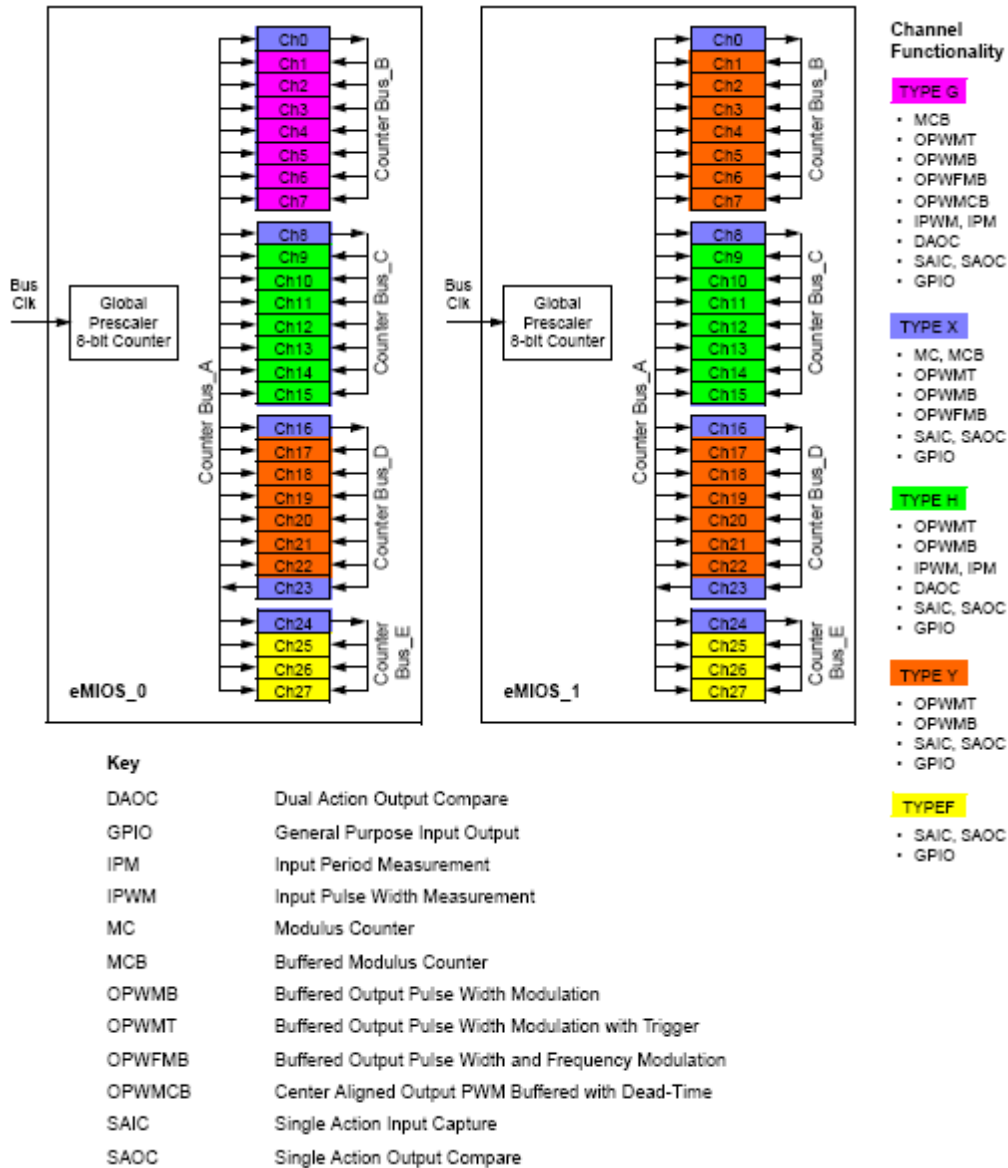 Bus
Clk
Global
Prescaler
8-bit Counter
Counter Bus_A
Ch0
Ch1
Ch2
Ch3
Ch4
Ch5
Ch6
Ch7
Counter Bus_B
Ch8
Ch9
Ch10
Ch11
Ch12
Ch13
Ch14
Ch15
Counter Bus_C
Ch16
Ch17
Ch18
Ch19
Ch20
Ch21
Ch22
Ch23
Counter Bus_D
Ch24
Ch25
Ch26
Ch27
Counter
Bus_E
eMIOS_0
Bus
Clk
Global
Prescaler
8-bit Counter
Counter Bus_A
Ch0
Ch1
Ch2
Ch3
Ch4
Ch5
Ch6
Ch7
Counter Bus_B
Ch8
Ch9
Ch10
Ch11
Ch12
Ch13
Ch14
Ch15
Counter Bus_C
Ch16
Ch17
Ch18
Ch19
Ch20
Ch21
Ch22
Ch23
Counter Bus_D
Ch24
Ch25
Ch26
Ch27
Counter
Bus_E
eMIOS_1
Channel
Functionality
TYPE G
• MCB
• OPWMT
• OPWMB
• OPWFMB
• OPWMCB
• IPWM, IPM
• DAOC
• SAIC, SAOC
• GPIO
TYPE X
• MC, MCB
• OPWMT
• OPWMB
• OPWFMB
• SAIC, SAOC
• GPIO
TYPE H
• OPWMT
• OPWMB
• IPWM, IPM
• DAOC
• SAIC, SAOC
• GPIO
TYPE Y
• OPWMT
• OPWMB
• SAIC, SAOC
• GPIO
TYPEF
• SAIC, SAOC
• GPIO
Key
DAOC Dual Action Output Compare
GPIO General Purpose Input Output
IPM Input Period Measurement
IPWM Input Pulse Width Measurement
MC Modulus Counter
MCB Buffered Modulus Counter
OPWMB Buffered Output Pulse Width Modulation
OPWMT Buffered Output Pulse Width Modulation with Trigger
OPWFMB Buffered Output Pulse Width and Frequency Modulation
OPWMCB Center Aligned Output PWM Buffered with Dead-Time
SAIC Single Action Input Capture
SAOC Single Action Output Compare